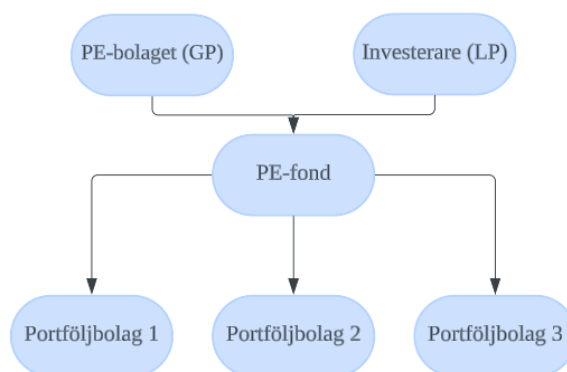 PE-bolaget (GP)
Investerare (LP)
PE-fond
Portföljbolag 1
Portföljbolag 2
Portföljbolag 3